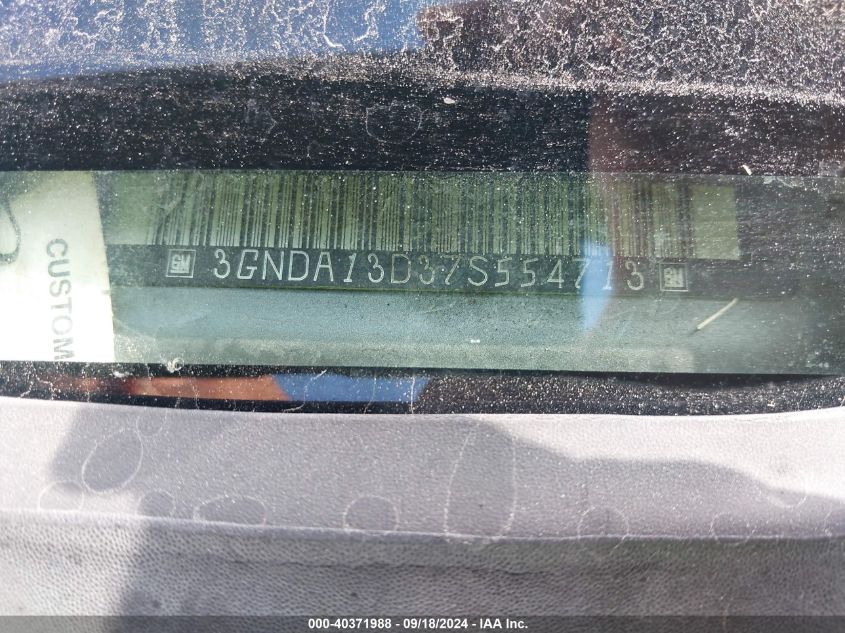 CUSTOM
GM 3GNDA13D37S554713 GM
000-40371988 - 09/18/2024 - IAA Inc.